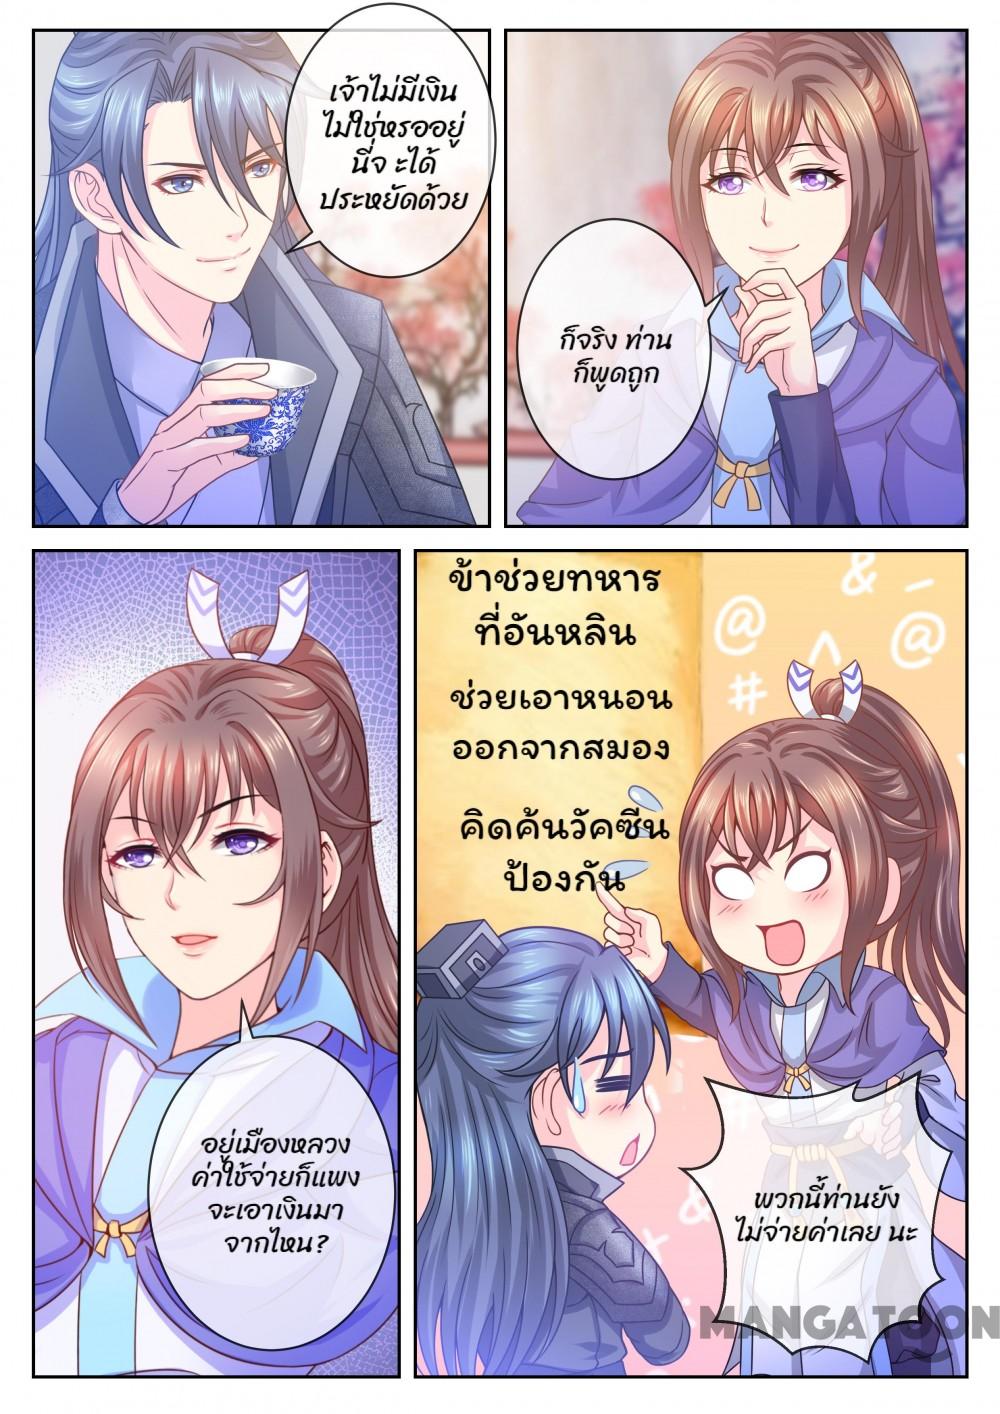 เจ้าไม่มีเงิน
ไม่ใช่หรออยู่
นี่จ ะได้
ประหยัดด้วย
ก็จริง ท่าน
ก็พูดถูก
อยู่เมืองหลวง
ค่าใช้จ่ายก็แพง
จะเอาเงินมา
จากไหน?
ข้าช่วยทหาร
ที่อันหลิน
ช่วยเอาหนอน
ออกจากสมอง
คิดค้นวัคซีน
ป้องกัน
& _
@ ^ @
#
พวกนี้ท่านยัง
ไม่จ่ายค่าเลย นะ
MANGATOON